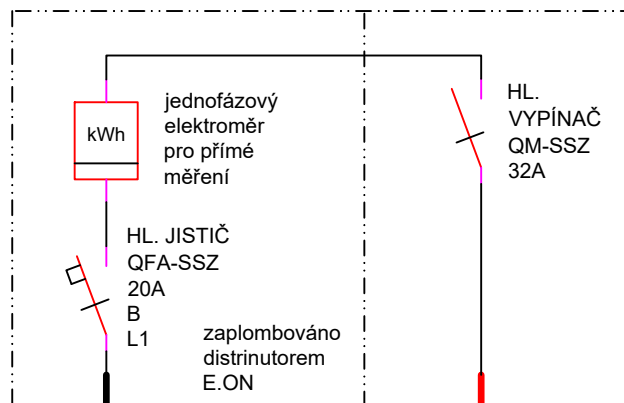 kWh
jednofázový
elektroměr
pro přímé
měření
HL. JISTIČ
QFA-SSZ
20A
B
L1
zaplombováno
distrinutorem
E.ON
HL.
VYPÍNAČ
QM-SSZ
32A